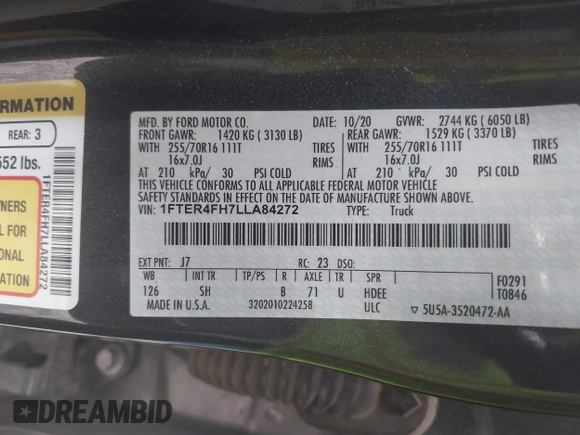 ORMATION
REAR: 3
552 lbs.
WNERS
L FOR
ONAL
ION
1FTER4FH7LLA84272
MFD. BY FORD MOTOR CO. 10/20 GVWR: 2744 KG ( 6050 LB)
FRONT GAWR: 1420 KG ( 3130 LB) REAR GAWR: 1529 KG ( 3370 LB)
WITH 255/70R16 111T TIRES WITH 255/70R16 111T TIRES
16x7.0J RIMS 16x7.0J RIMS
AT 210 kPa/ 30 PSI COLD AT 210 kPa/ 30 PSI COLD
THIS VEHICLE CONFORMS TO ALL APPLICABLE FEDERAL MOTOR VEHICLE
SAFETY STANDARDS IN EFFECT ON THE DATE OF MANUFACTURE SHOWN ABOVE.
VIN: 1FTER4FH7LLA84272 TYPE: Truck
EXT PNT: J7 RC: 23 DSO:
WB INT TR TP/PS R AXLE TR SPR F0291
126 SH B 71 U HDEE T0846
MADE IN U.S.A. 3202010224258 ULC ▽ 5U5A-3520472-AA
DREAMBID